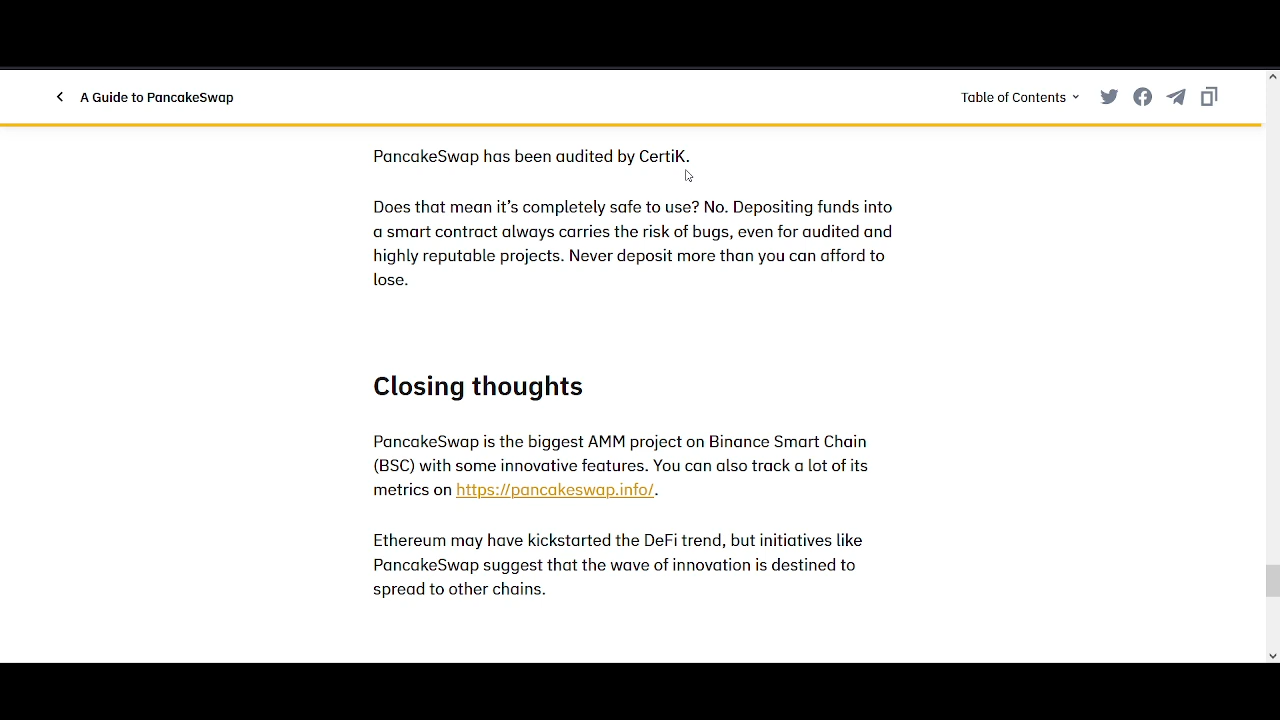 A Guide to PancakeSwap
Table of Contents
PancakeSwap has been audited by CertiK.
Does that mean it’s completely safe to use? No. Depositing funds into
a smart contract always carries the risk of bugs, even for audited and
highly reputable projects. Never deposit more than you can afford to
lose.
Closing thoughts
PancakeSwap is the biggest AMM project on Binance Smart Chain
(BSC) with some innovative features. You can also track a lot of its
metrics on https://pancakeswap.info/.
Ethereum may have kickstarted the DeFi trend, but initiatives like
PancakeSwap suggest that the wave of innovation is destined to
spread to other chains.